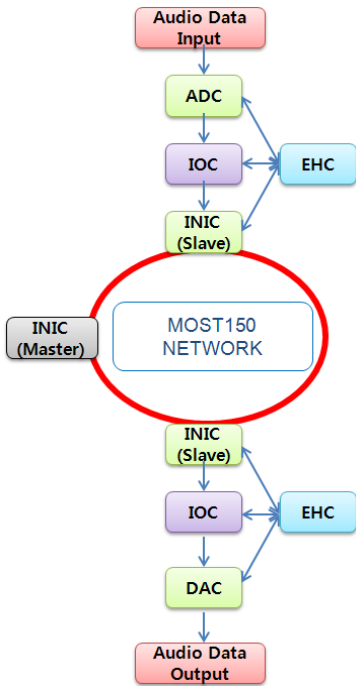 Audio Data
Input
ADC
IOC
EHC
INIC
(Slave)
INIC
(Master)
MOST150
NETWORK
INIC
(Slave)
IOC
EHC
DAC
Audio Data
Output